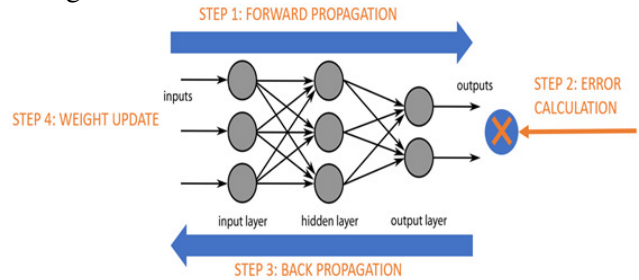 STEP 1: FORWARD PROPAGATION
inputs
outputs
STEP 2: ERROR
CALCULATION
STEP 4: WEIGHT UPDATE
input layer
hidden layer
output layer
STEP 3: BACK PROPAGATION